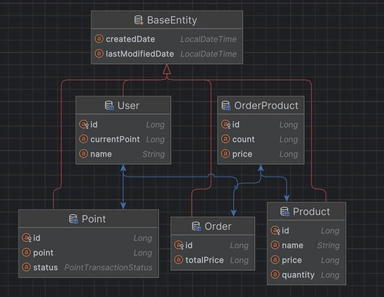 BaseEntity
createdDate LocalDateTime
lastModifiedDate LocalDateTime
User
id Long
currentPoint Long
name String
OrderProduct
id Long
count Long
price Long
Point
id Long
point Long
status PointTransactionStatus
Order
id Long
totalPrice Long
Product
id Long
name String
price Long
quantity Long